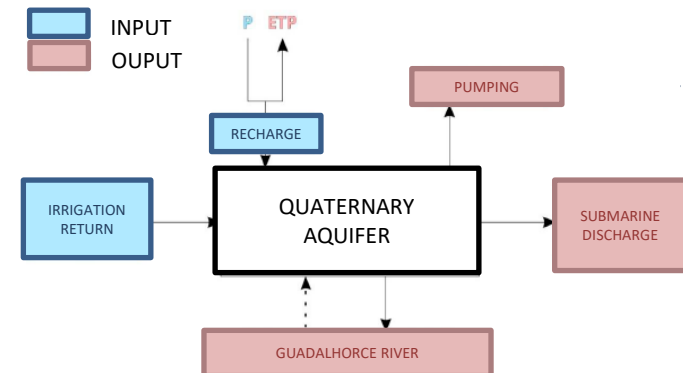 INPUT
OUPUT
P ETP
PUMPING
RECHARGE
IRRIGATION
RETURN
QUATERNARY
AQUIFER
SUBMARINE
DISCHARGE
GUADALHORCE RIVER